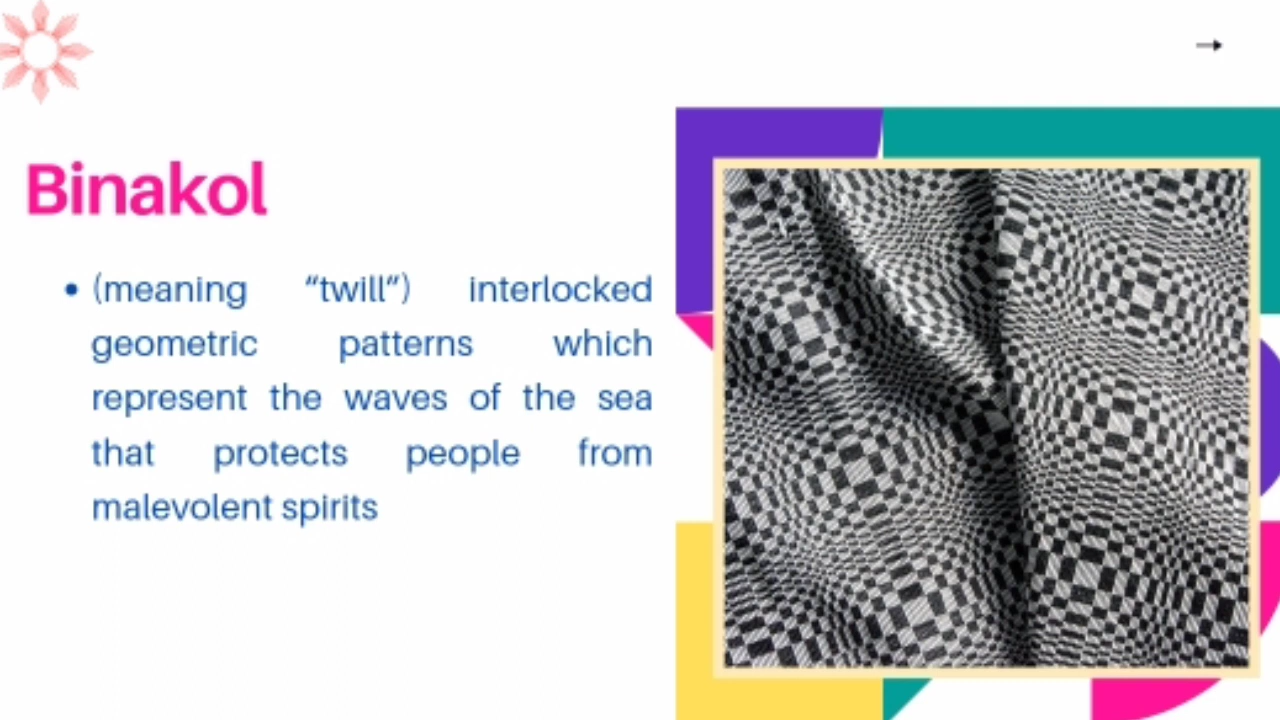 Binakol
• (meaning “twill”) interlocked
geometric patterns which
represent the waves of the sea
that protects people from
malevolent spirits